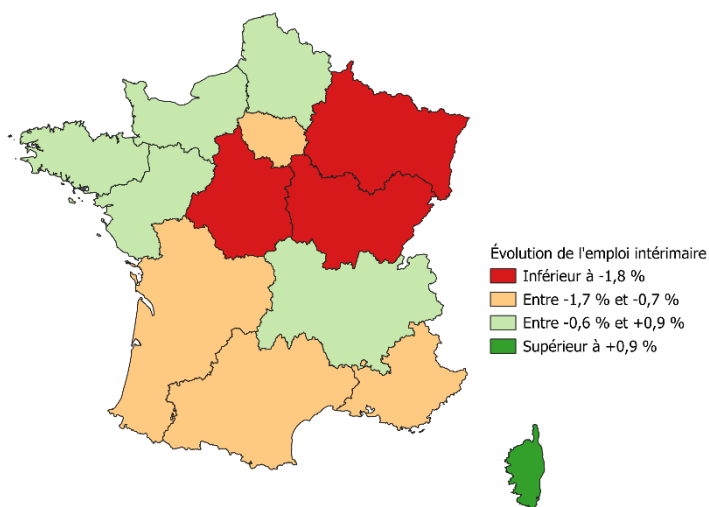 Évolution de l'emploi intérimaire
Inférieur à -1,8 %
Entre -1,7 % et -0,7 %
Entre -0,6 % et +0,9 %
Supérieur à +0,9 %